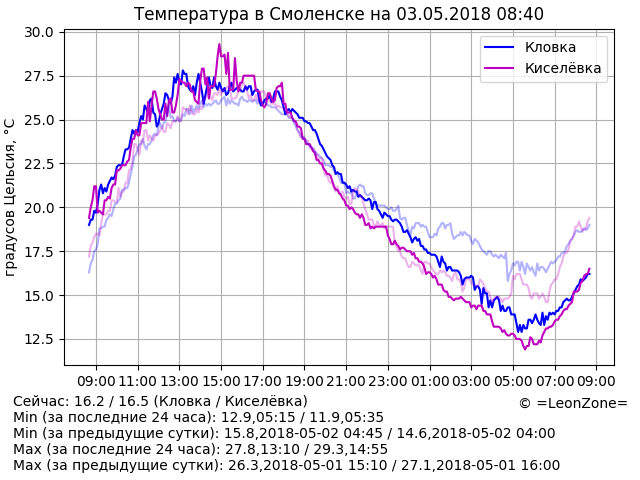 Температура в Смоленске на 03.05.2018 08:40
30.0
27.5
25.0
22.5
20.0
17.5
15.0
12.5
градусов Цельсия, °C
Кловка
Киселёвка
09:00 11:00 13:00 15:00 17:00 19:00 21:00 23:00 01:00 03:00 05:00 07:00 09:00
Сейчас: 16.2 / 16.5 (Кловка / Киселёвка)
© =LeonZone=
Min (за последние 24 часа): 12.9,05:15 / 11.9,05:35
Min (за предыдущие сутки): 15.8,2018-05-02 04:45 / 14.6,2018-05-02 04:00
Max (за последние 24 часа): 27.8,13:10 / 29.3,14:55
Max (за предыдущие сутки): 26.3,2018-05-01 15:10 / 27.1,2018-05-01 16:00